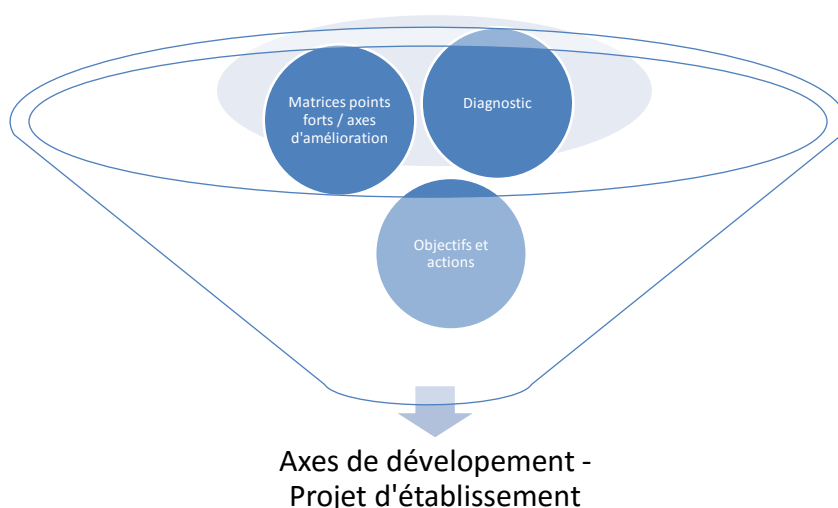 Matrices points
forts / axes
d'amélioration
Diagnostic
Objectifs et
actions
Axes de dévelopement -
Projet d'établissement